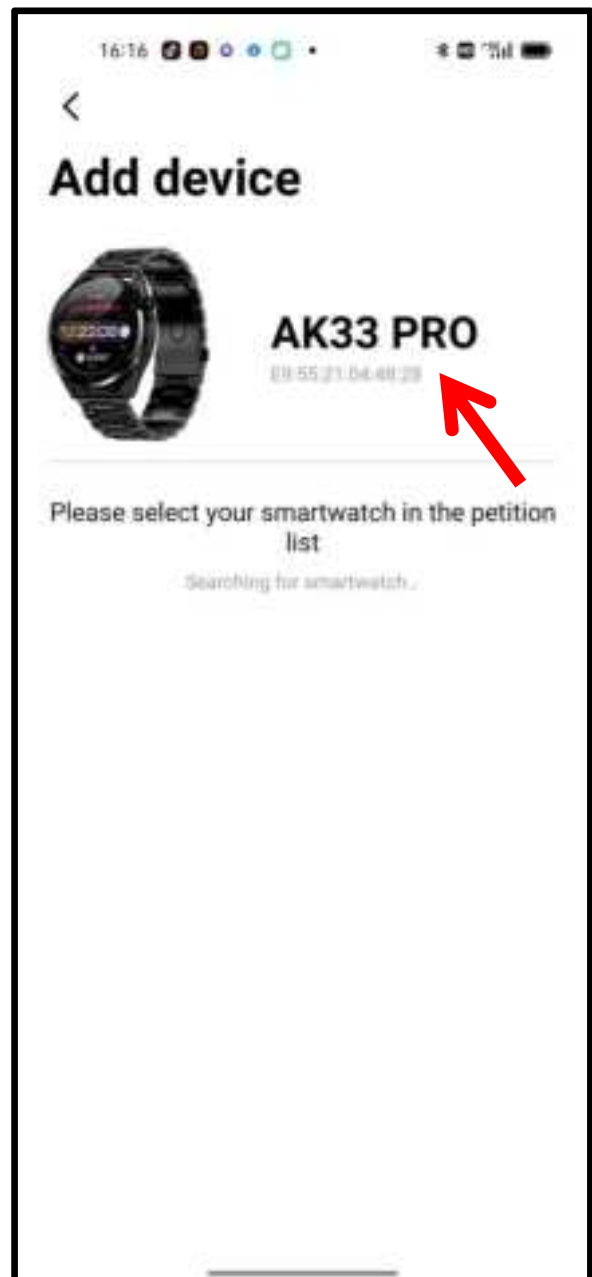 16:16
Add device
AK33 PRO
E9:55:21:04:48:28
Please select your smartwatch in the petition
list
Searching for smartwatch..